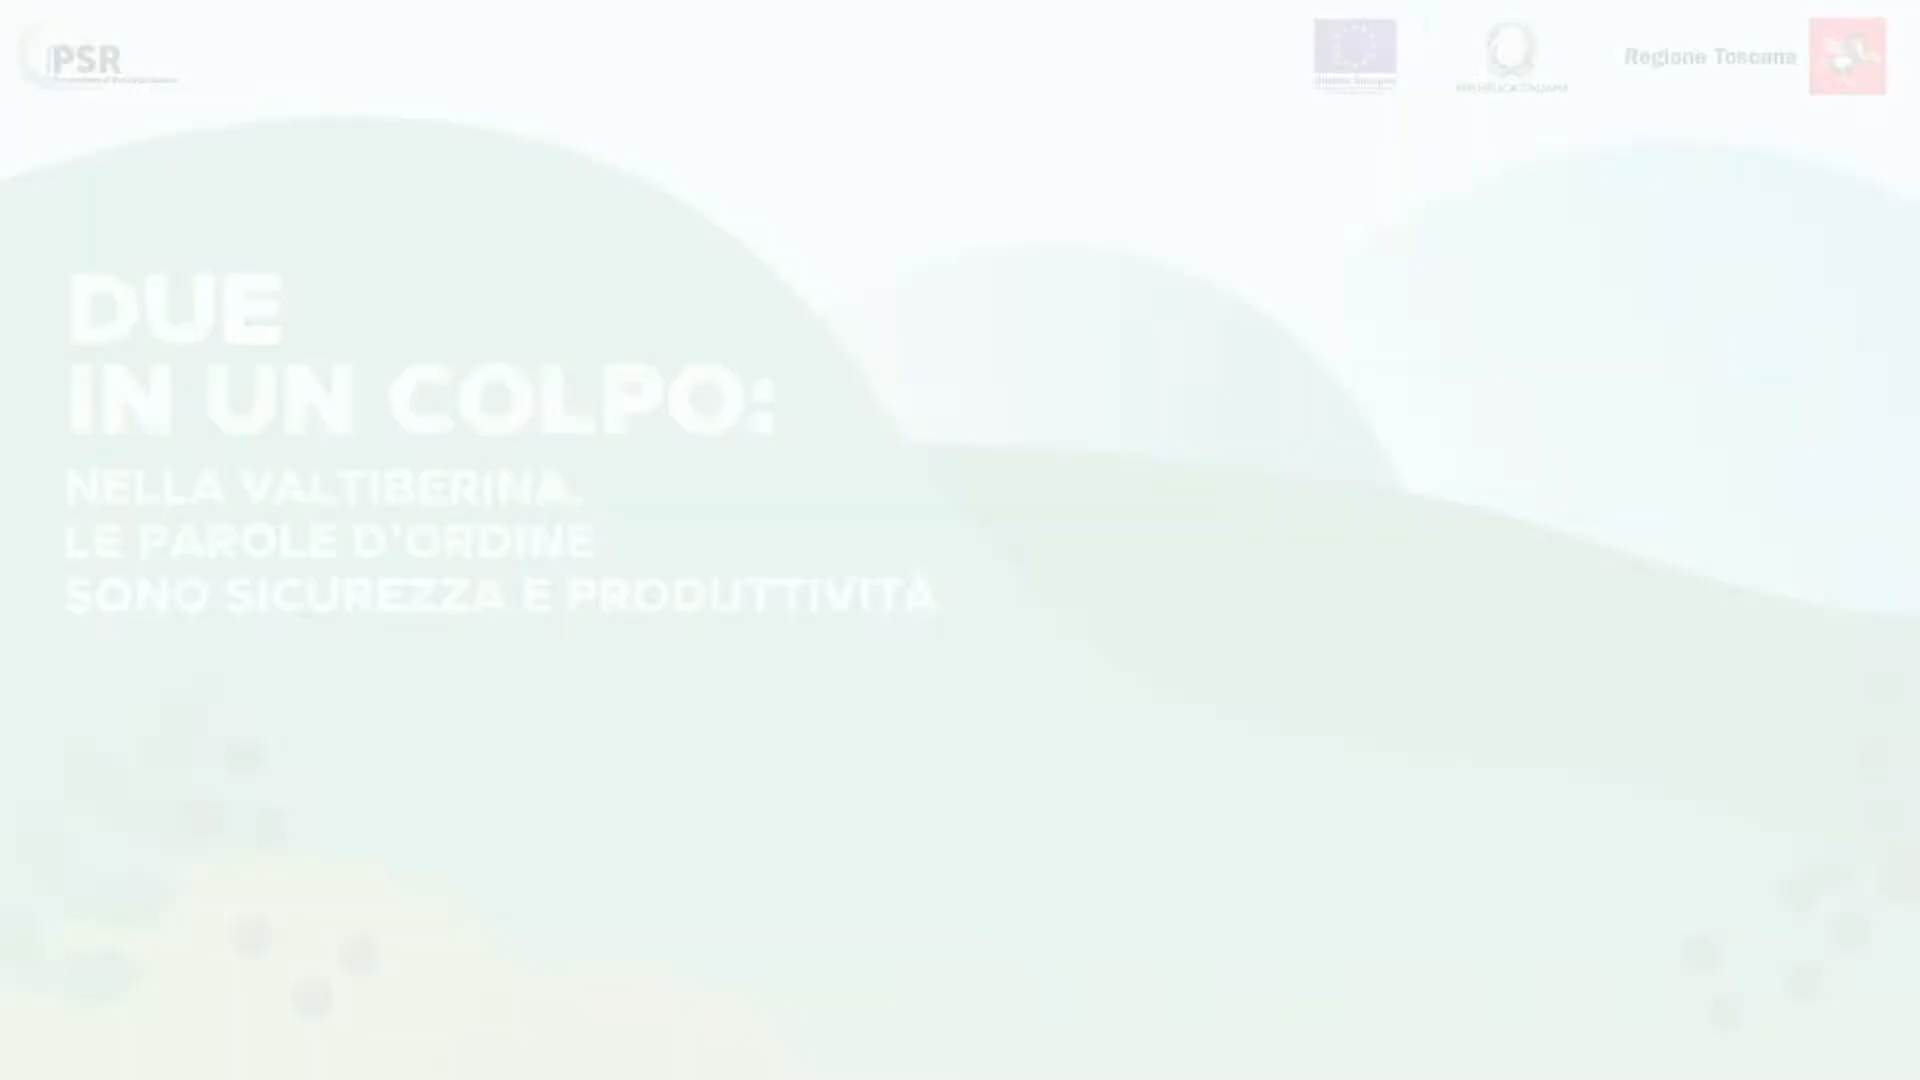 PSR
Regione Toscana
DUE
IN UN COLPO:
NELLA VALTIBERINA,
LE PAROLE D'ORDINE
SONO SICUREZZA E PRODUTTIVITÀ